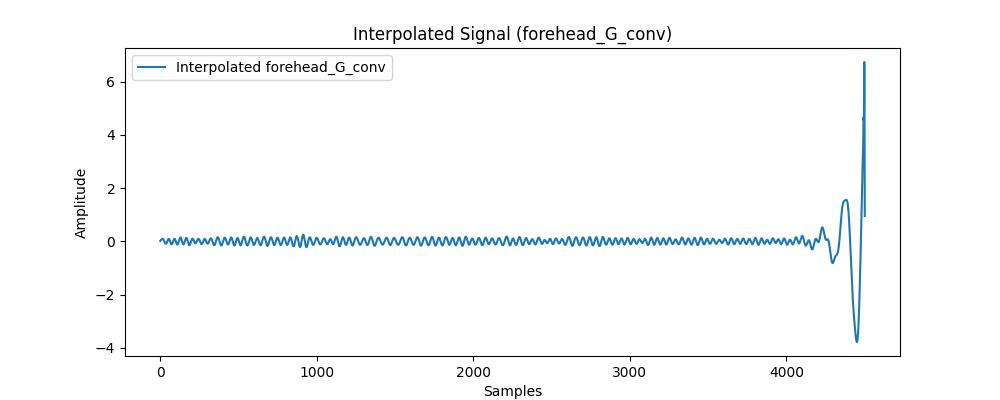 Interpolated Signal (forehead_G_conv)
Interpolated forehead_G_conv
Amplitude
6
4
2
0
−2
−4
0 1000 2000 3000 4000
Samples